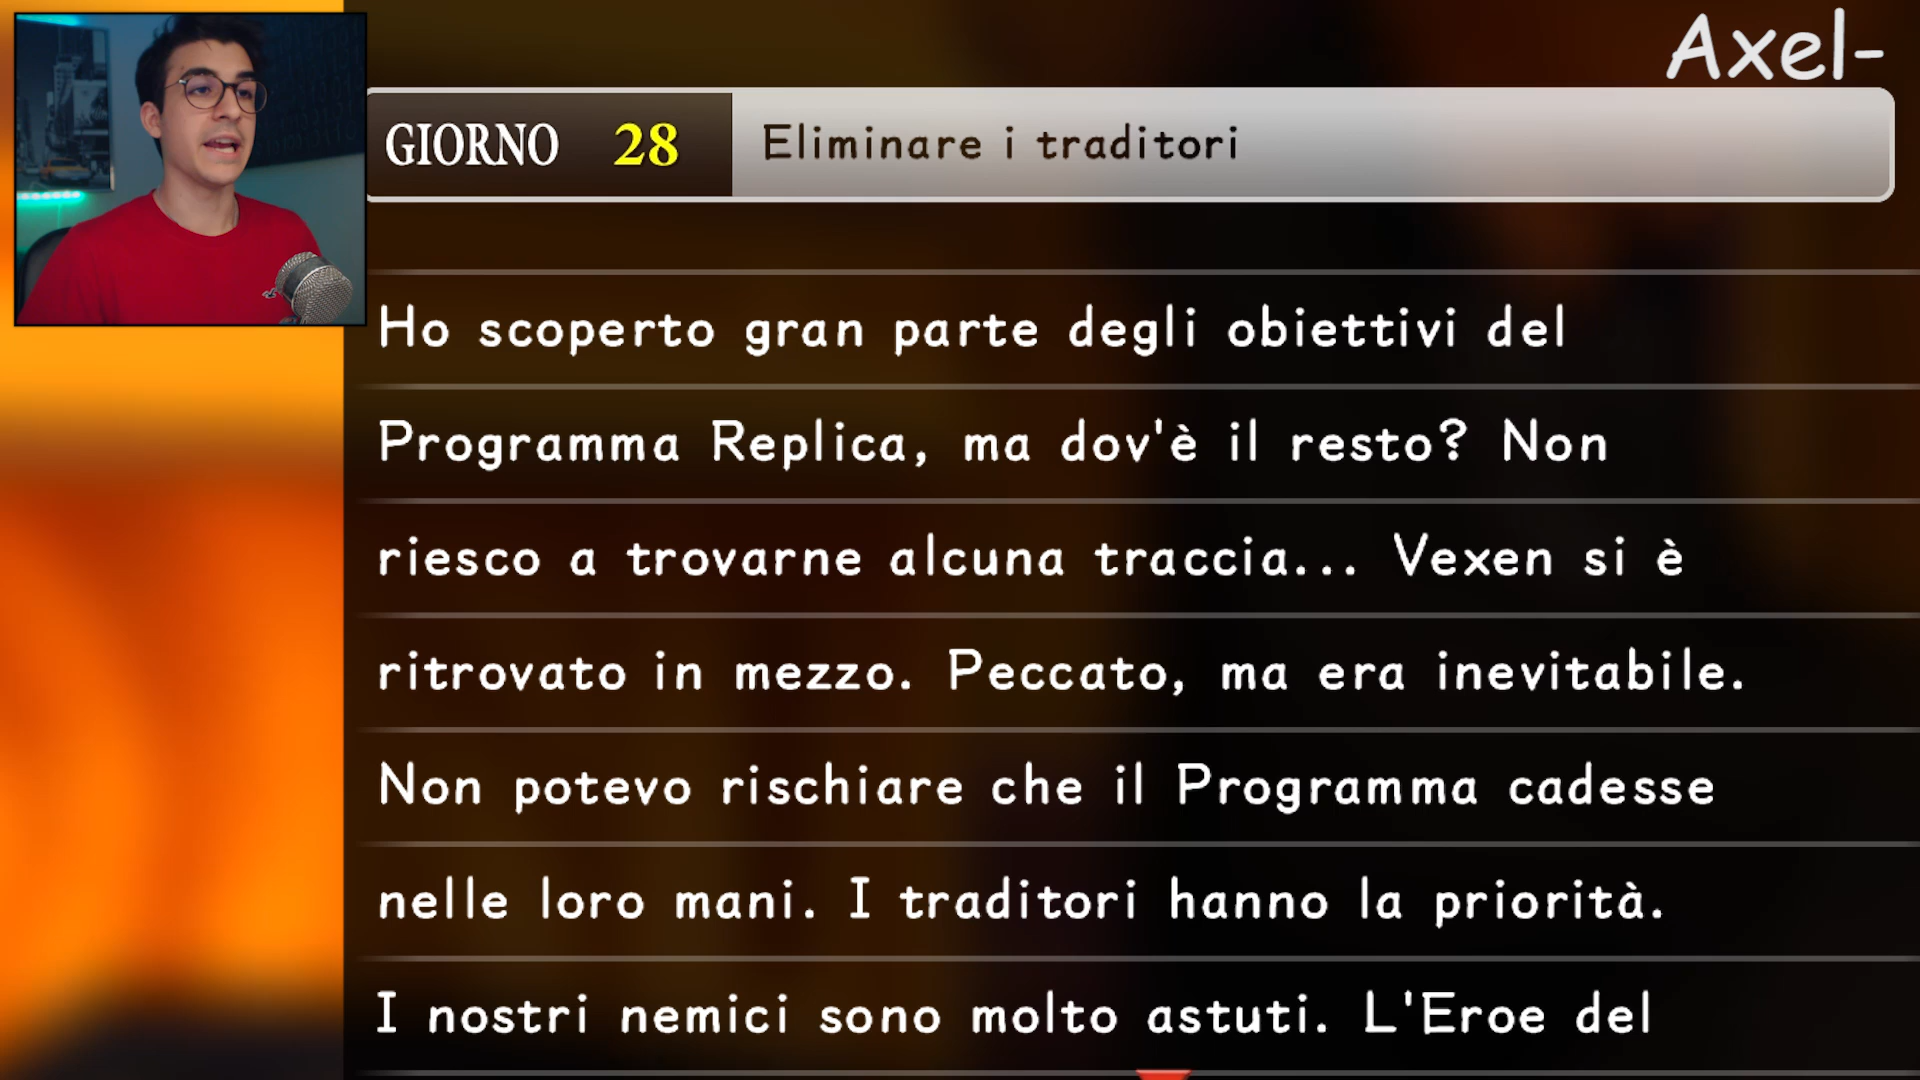 Axel-
GIORNO 28 Eliminare i traditori
Ho scoperto gran parte degli obiettivi del
Programma Replica, ma dov'è il resto? Non
riesco a trovarne alcuna traccia... Vexen si è
ritrovato in mezzo. Peccato, ma era inevitabile.
Non potevo rischiare che il Programma cadesse
nelle loro mani. I traditori hanno la priorità.
I nostri nemici sono molto astuti. L'Eroe del